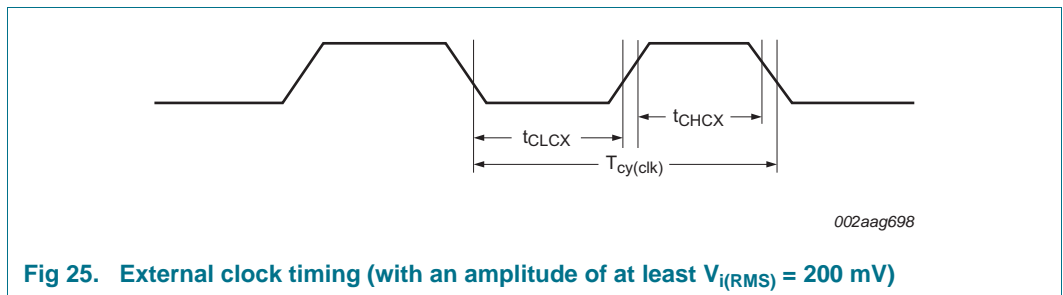 tCLCX
tCHCX
Tcy(clk)
002aag698
Fig 25. External clock timing (with an amplitude of at least Vi(RMS) = 200 mV)